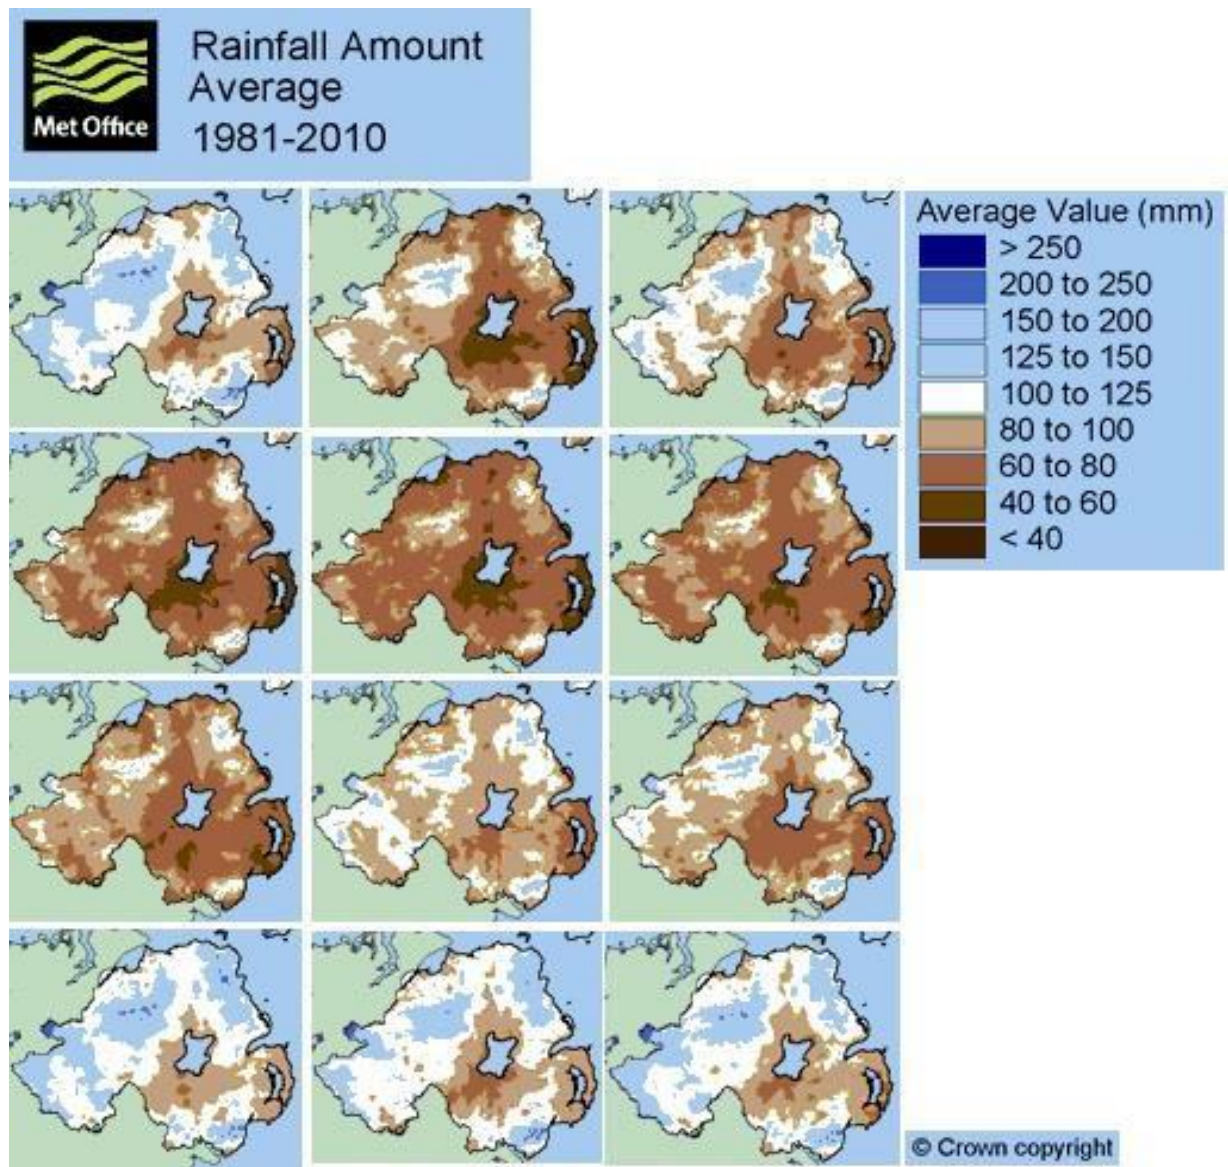 Met Office
Rainfall Amount
Average
1981-2010
Average Value (mm)
> 250
200 to 250
150 to 200
125 to 150
100 to 125
80 to 100
60 to 80
40 to 60
< 40
© Crown copyright